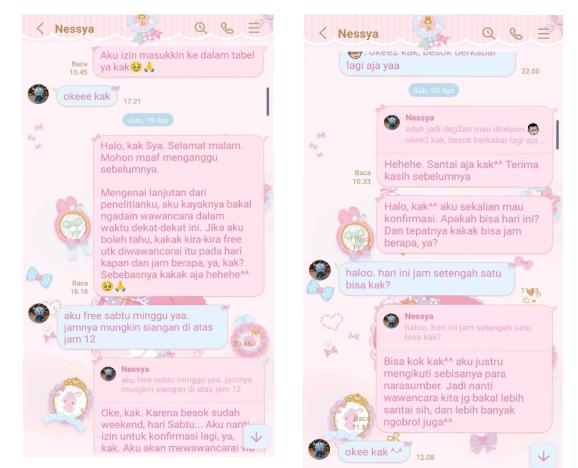 Nessya
Aku izin masukkin ke dalam tabel
ya kak🥹🙏
Baca
10.45
okeee kak
17.21
Jum, 19 Apr
Halo, kak Sya. Selamat malam.
Mohon maaf menganggu
sebelumnya.
Mengenai lanjutan dari
penelitianku, aku kayaknya bakal
ngadain wawancara dalam
waktu dekat-dekat ini. Jika aku
boleh tahu, kakak kira-kira free
utk diwawancarai itu pada hari
kapan dan jam berapa, ya, kak?
Sebebasnya kakak aja hehehe^^
🥹🙏
Baca
18.18
aku free sabtu minggu yaa.
jamnya mungkin siangan di atas
jam 12
20.45
Nessya
aku free sabtu minggu yaa. jamnya
mungkin siangan di atas jam 12
Oke, kak. Karena besok sudah
weekend, hari Sabtu... Aku nanti
izin untuk konfirmasi lagi, ya,
kak. Aku akan mewawancarai via
Nessya
okee2 kak, besok berkabar
lagi aja yaa
22.00
Sab, 20 Apr
Nessya
aduh jadi deg2an mau ditelpon
okee2 kak, besok berkabar lagi aja ...
Hehehe. Santai aja kak^^ Terima
kasih sebelumnya
Baca
10.33
Halo, kak^^ aku sekalian mau
konfirmasi. Apakah bisa hari ini?
Dan tepatnya kakak bisa jam
berapa, ya?
Baca
11.03
haloo. hari ini jam setengah satu
bisa kak?
Nessya
haloo. hari ini jam setengah satu
bisa kak?
Bisa kok kak^^ aku justru
mengikuti sebisanya para
narasumber. Jadi nanti
wawancara kita jg bakal lebih
santai sih, dan lebih banyak
ngobrol juga^^
Baca
okee kak ^-^
12.08